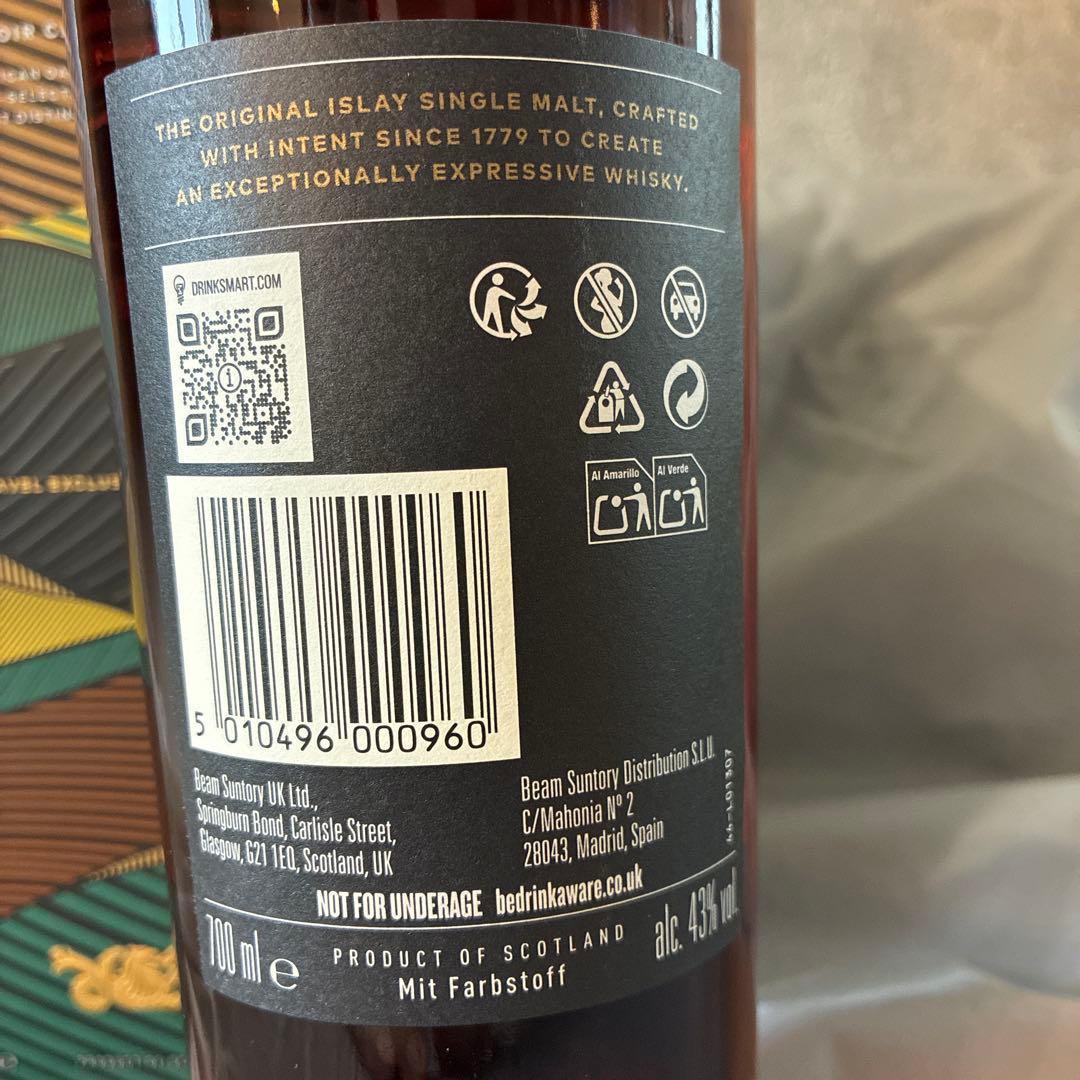 THE ORIGINAL ISLAY SINGLE MALT, CRAFTED
WITH INTENT SINCE 1779 TO CREATE
AN EXCEPTIONALLY EXPRESSIVE WHISKY.
DRINKSMART.COM
Al Amarillo
Al Verde
5 010496 000960
Beam Suntory UK Ltd.,
Springburn Bond, Carlisle Street,
Glasgow, G21 1EQ, Scotland, UK
Beam Suntory Distribution S.L.U.
C/Mahonia Nº 2
28043, Madrid, Spain
NOT FOR UNDERAGE bedrinkaware.co.uk
700 ml e
PRODUCT OF SCOTLAND
Mit Farbstoff
alc. 43% vol.